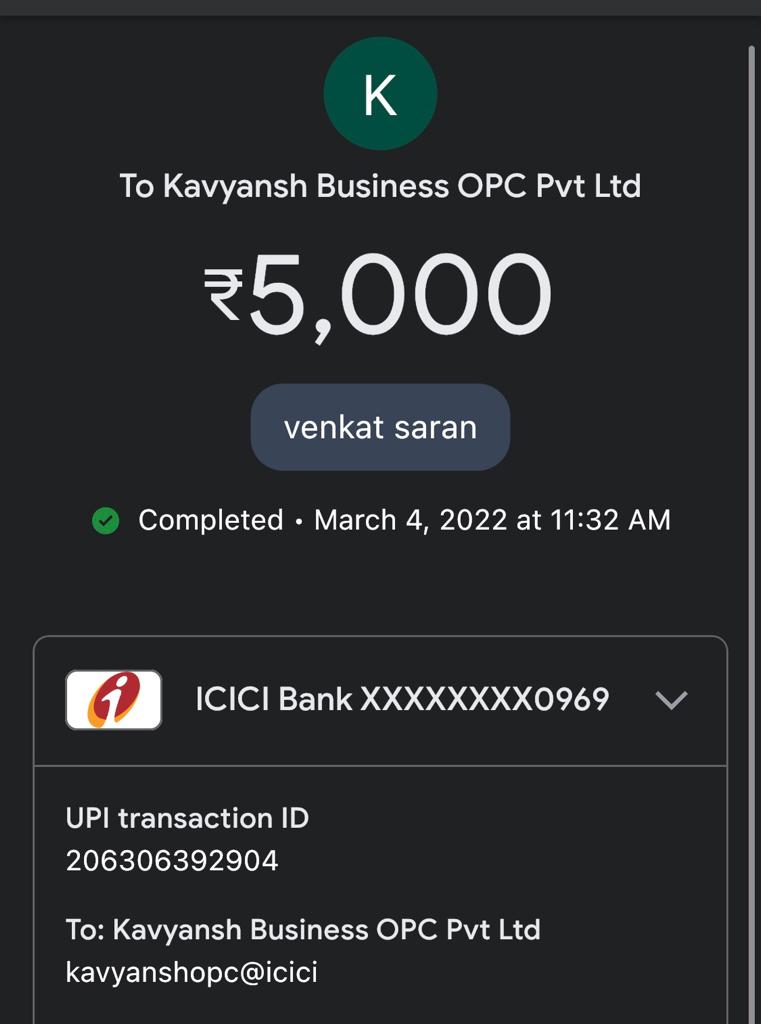 K
To Kavyansh Business OPC Pvt Ltd
₹5,000
venkat saran
Completed • March 4, 2022 at 11:32 AM
ICICI Bank XXXXXXXX0969
UPI transaction ID
206306392904
To: Kavyansh Business OPC Pvt Ltd
kavyanshopc@icici